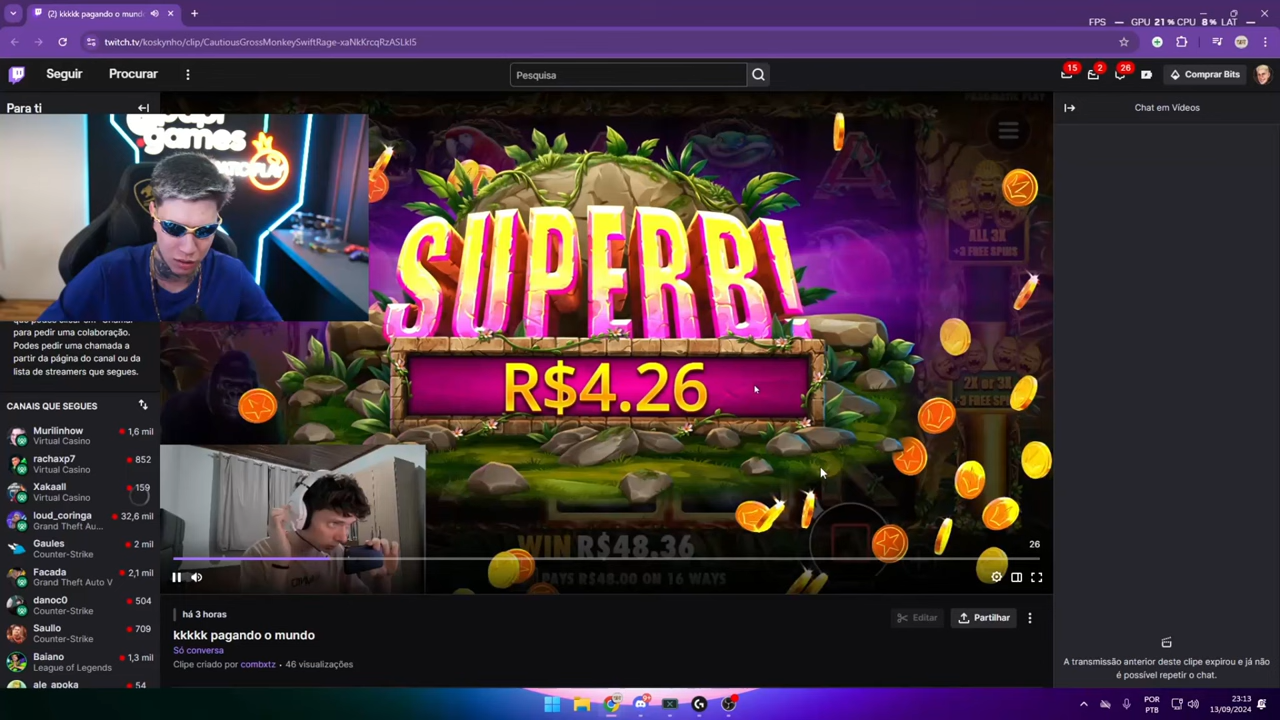 (2) kkkkk pagando o mund
FPS — GPU 21 % CPU 8 % LAT —
twitch.tv/koskynho/clip/CautiousGrossMonkeySwiftRage-xaNkKrcqRzASLkI5
Seguir
Procurar
Pesquisa
15
2
26
Comprar Bits
Para ti
Chat em Vídeos
games
ALL 3X
+3 FREE SPINS
SUPERB!
R$4.26
2X or 3X
+3 FREE SPINS
para pedir uma colaboração.
Podes pedir uma chamada a
partir da página do canal ou da
lista de streamers que segues.
CANAIS QUE SEGUES
Murilinhow
1,6 mil
Virtual Casino
rachaxp7
852
Virtual Casino
Xakaall
159
Virtual Casino
loud_coringa
32,6 mil
Grand Theft Au...
Gaules
2 mil
Counter-Strike
Facada
2,1 mil
Grand Theft Auto V
danoc0
504
Counter-Strike
Saullo
709
Counter-Strike
Baiano
1,3 mil
League of Legends
ale_apoka
54
WIN R$48.36
PAYS R$48.00 ON 16 WAYS
26
há 3 horas
Editar
Partilhar
kkkkk pagando o mundo
Só conversa
Clipe criado por combxtz • 46 visualizações
A transmissão anterior deste clipe expirou e já não
é possível repetir o chat.
POR
PTB
23:13
13/09/2024